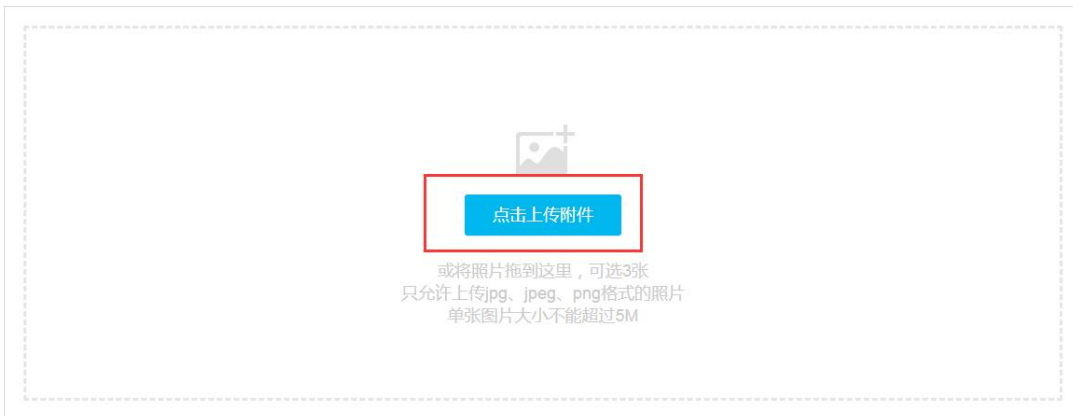 点击上传附件
或将照片拖到这里，可选3张
只允许上传jpg、jpeg、png格式的照片
单张图片大小不能超过5M